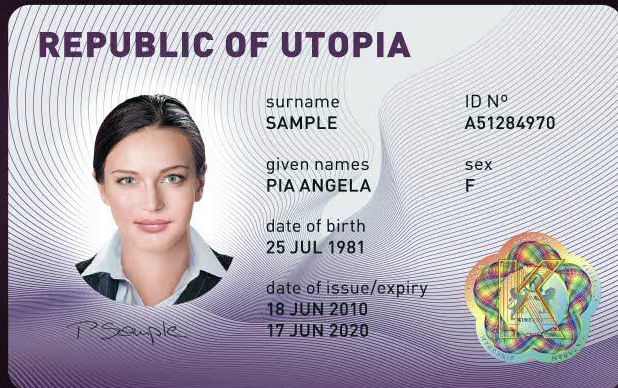 REPUBLIC OF UTOPIA
surname
SAMPLE
ID Nº
A51284970
given names
PIA ANGELA
sex
F
date of birth
25 JUL 1981
date of issue/expiry
18 JUN 2010
17 JUN 2020
P Sample
K